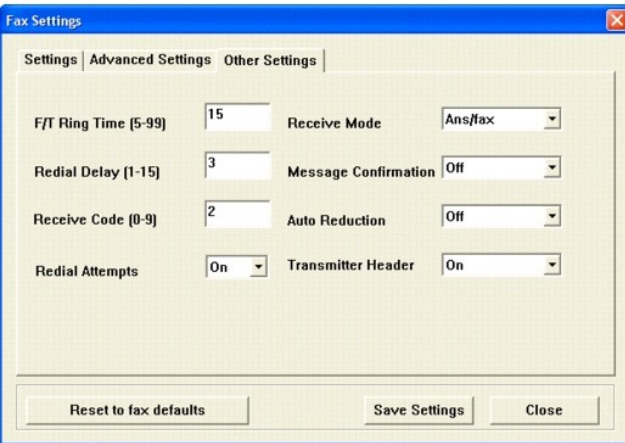 Fax Settings
Settings Advanced Settings Other Settings
F/T Ring Time (5-99) 15 Receive Mode Ans/fax
Redial Delay (1-15) 3 Message Confirmation Off
Receive Code (0-9) 2 Auto Reduction Off
Redial Attempts On Transmitter Header On
Reset to fax defaults Save Settings Close